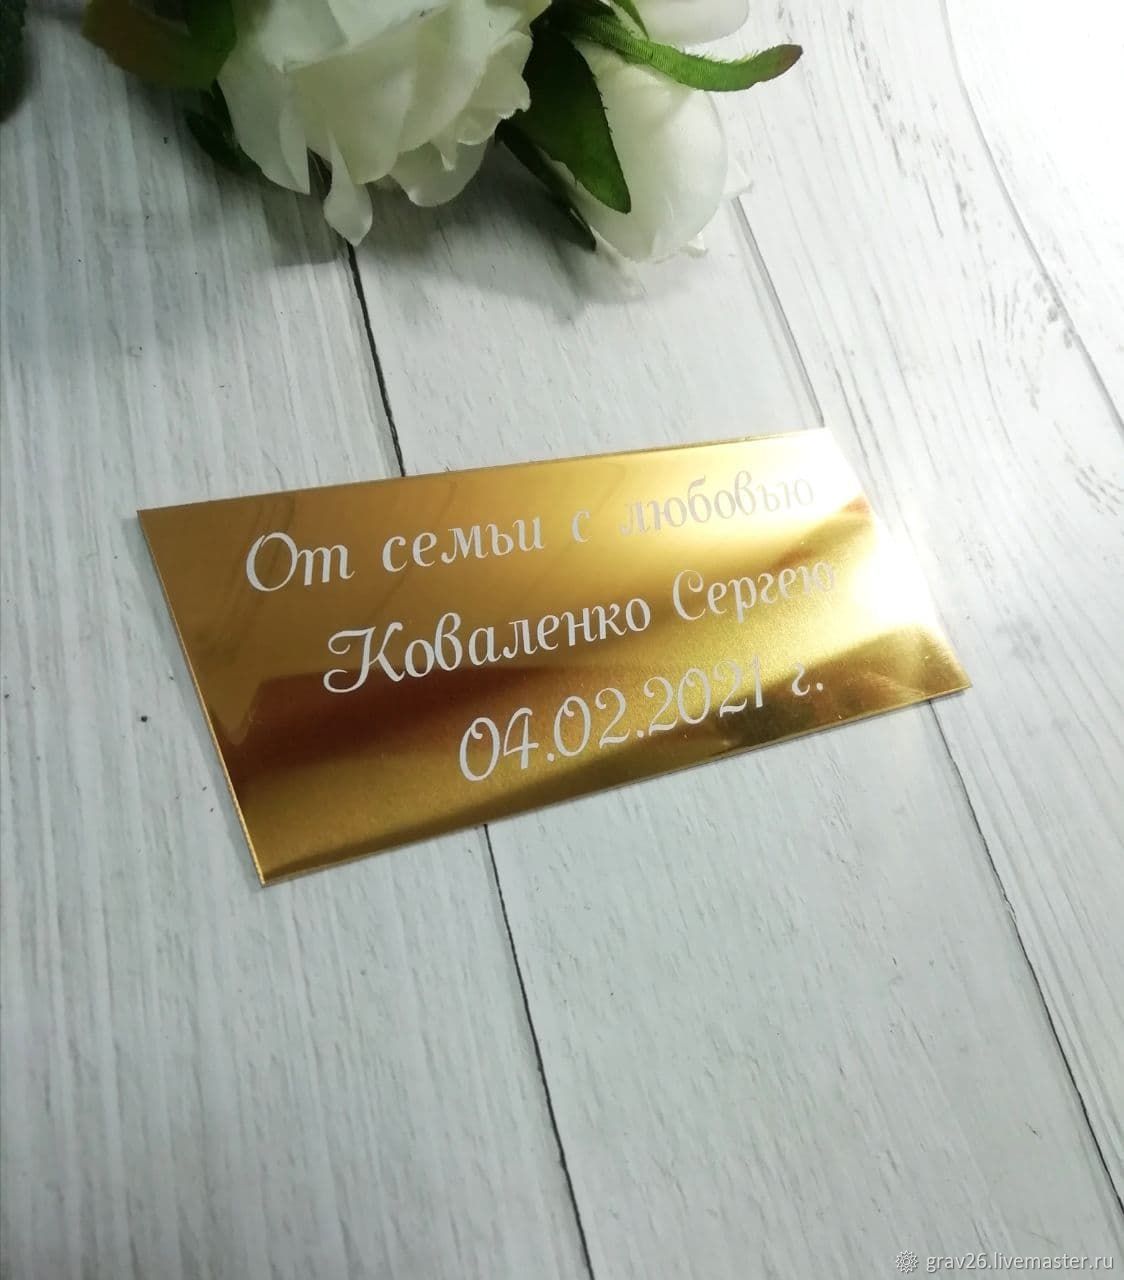 От семьи с любовью
Коваленко Сергею
04.02.2021 г.
grav26.livemaster.ru